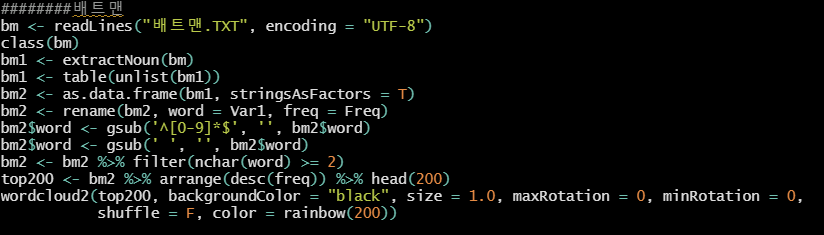 ########배트맨
bm <- readLines("배트맨.TXT", encoding = "UTF-8")
class(bm)
bm1 <- extractNoun(bm)
bm1 <- table(unlist(bm1))
bm2 <- as.data.frame(bm1, stringsAsFactors = T)
bm2 <- rename(bm2, word = Var1, freq = Freq)
bm2$word <- gsub('^[0-9]*$', '', bm2$word)
bm2$word <- gsub(' ', '', bm2$word)
bm2 <- bm2 %>% filter(nchar(word) >= 2)
top200 <- bm2 %>% arrange(desc(freq)) %>% head(200)
wordcloud2(top200, backgroundColor = "black", size = 1.0, maxRotation = 0, minRotation = 0,
           shuffle = F, color = rainbow(200))